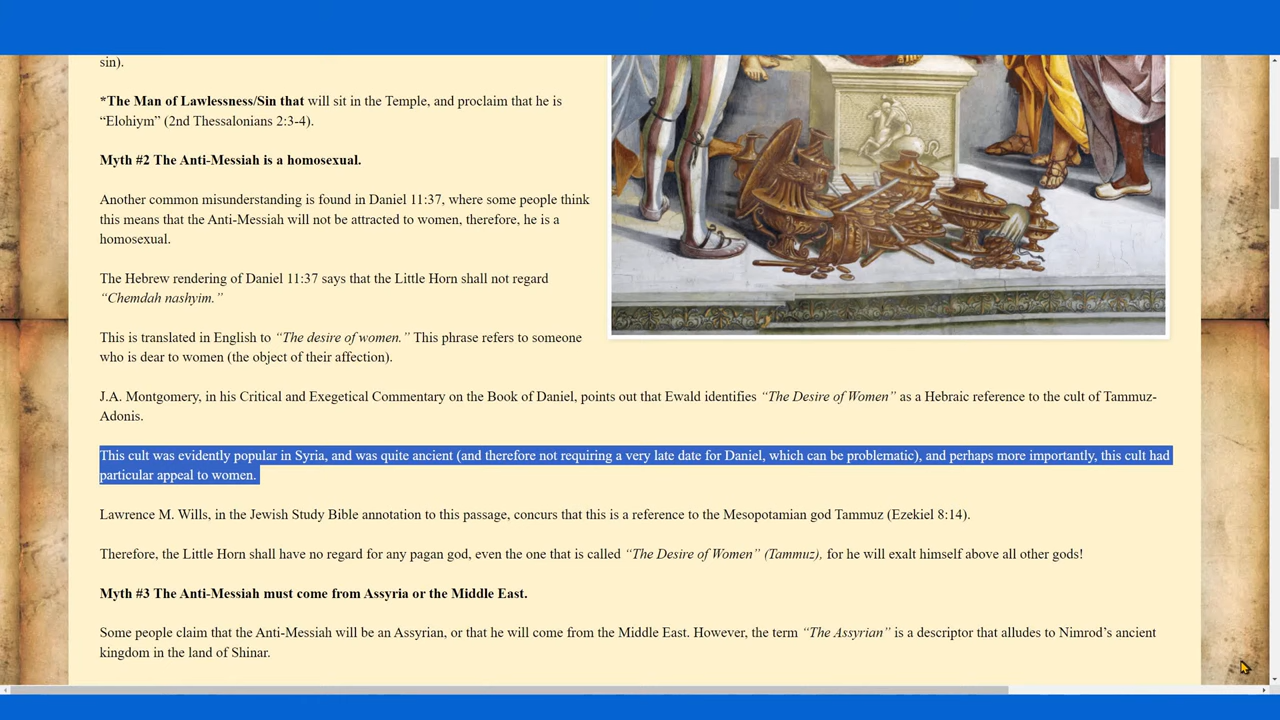 sin).
*The Man of Lawlessness/Sin that will sit in the Temple, and proclaim that he is
“Elohiym” (2nd Thessalonians 2:3-4).
Myth #2 The Anti-Messiah is a homosexual.
Another common misunderstanding is found in Daniel 11:37, where some people think
this means that the Anti-Messiah will not be attracted to women, therefore, he is a
homosexual.
The Hebrew rendering of Daniel 11:37 says that the Little Horn shall not regard
“Chemdah nashyim.”
This is translated in English to “The desire of women.” This phrase refers to someone
who is dear to women (the object of their affection).
J.A. Montgomery, in his Critical and Exegetical Commentary on the Book of Daniel, points out that Ewald identifies “The Desire of Women” as a Hebraic reference to the cult of Tammuz-
Adonis.
This cult was evidently popular in Syria, and was quite ancient (and therefore not requiring a very late date for Daniel, which can be problematic), and perhaps more importantly, this cult had
particular appeal to women.
Lawrence M. Wills, in the Jewish Study Bible annotation to this passage, concurs that this is a reference to the Mesopotamian god Tammuz (Ezekiel 8:14).
Therefore, the Little Horn shall have no regard for any pagan god, even the one that is called “The Desire of Women” (Tammuz), for he will exalt himself above all other gods!
Myth #3 The Anti-Messiah must come from Assyria or the Middle East.
Some people claim that the Anti-Messiah will be an Assyrian, or that he will come from the Middle East. However, the term “The Assyrian” is a descriptor that alludes to Nimrod’s ancient
kingdom in the land of Shinar.